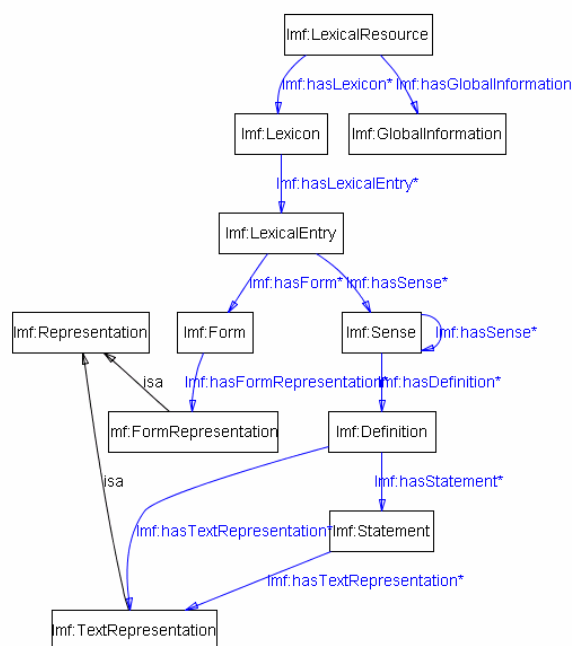 lmf:LexicalResource
lmf:hasLexicon* lmf:hasGlobalInformation
lmf:Lexicon lmf:GlobalInformation
lmf:hasLexicalEntry*
lmf:LexicalEntry
lmf:hasForm* lmf:hasSense*
lmf:Representation lmf:Form lmf:Sense lmf:hasSense*
isa lmf:hasFormRepresentation* lmf:hasDefinition*
mf:FormRepresentation lmf:Definition
isa lmf:hasStatement*
lmf:hasTextRepresentation* lmf:Statement
lmf:hasTextRepresentation*
lmf:TextRepresentation